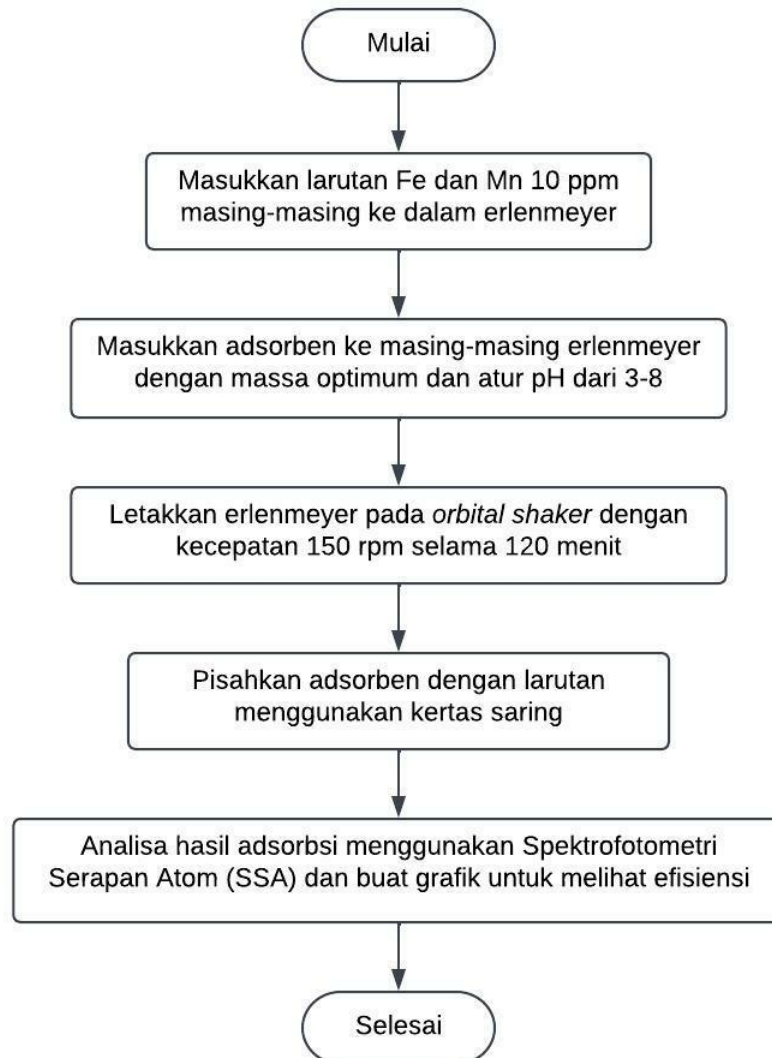 Mulai
Masukkan larutan Fe dan Mn 10 ppm
masing-masing ke dalam erlenmeyer
Masukkan adsorben ke masing-masing erlenmeyer
dengan massa optimum dan atur pH dari 3-8
Letakkan erlenmeyer pada orbital shaker dengan
kecepatan 150 rpm selama 120 menit
Pisahkan adsorben dengan larutan
menggunakan kertas saring
Analisa hasil adsorbsi menggunakan Spektrofotometri
Serapan Atom (SSA) dan buat grafik untuk melihat efisiensi
Selesai